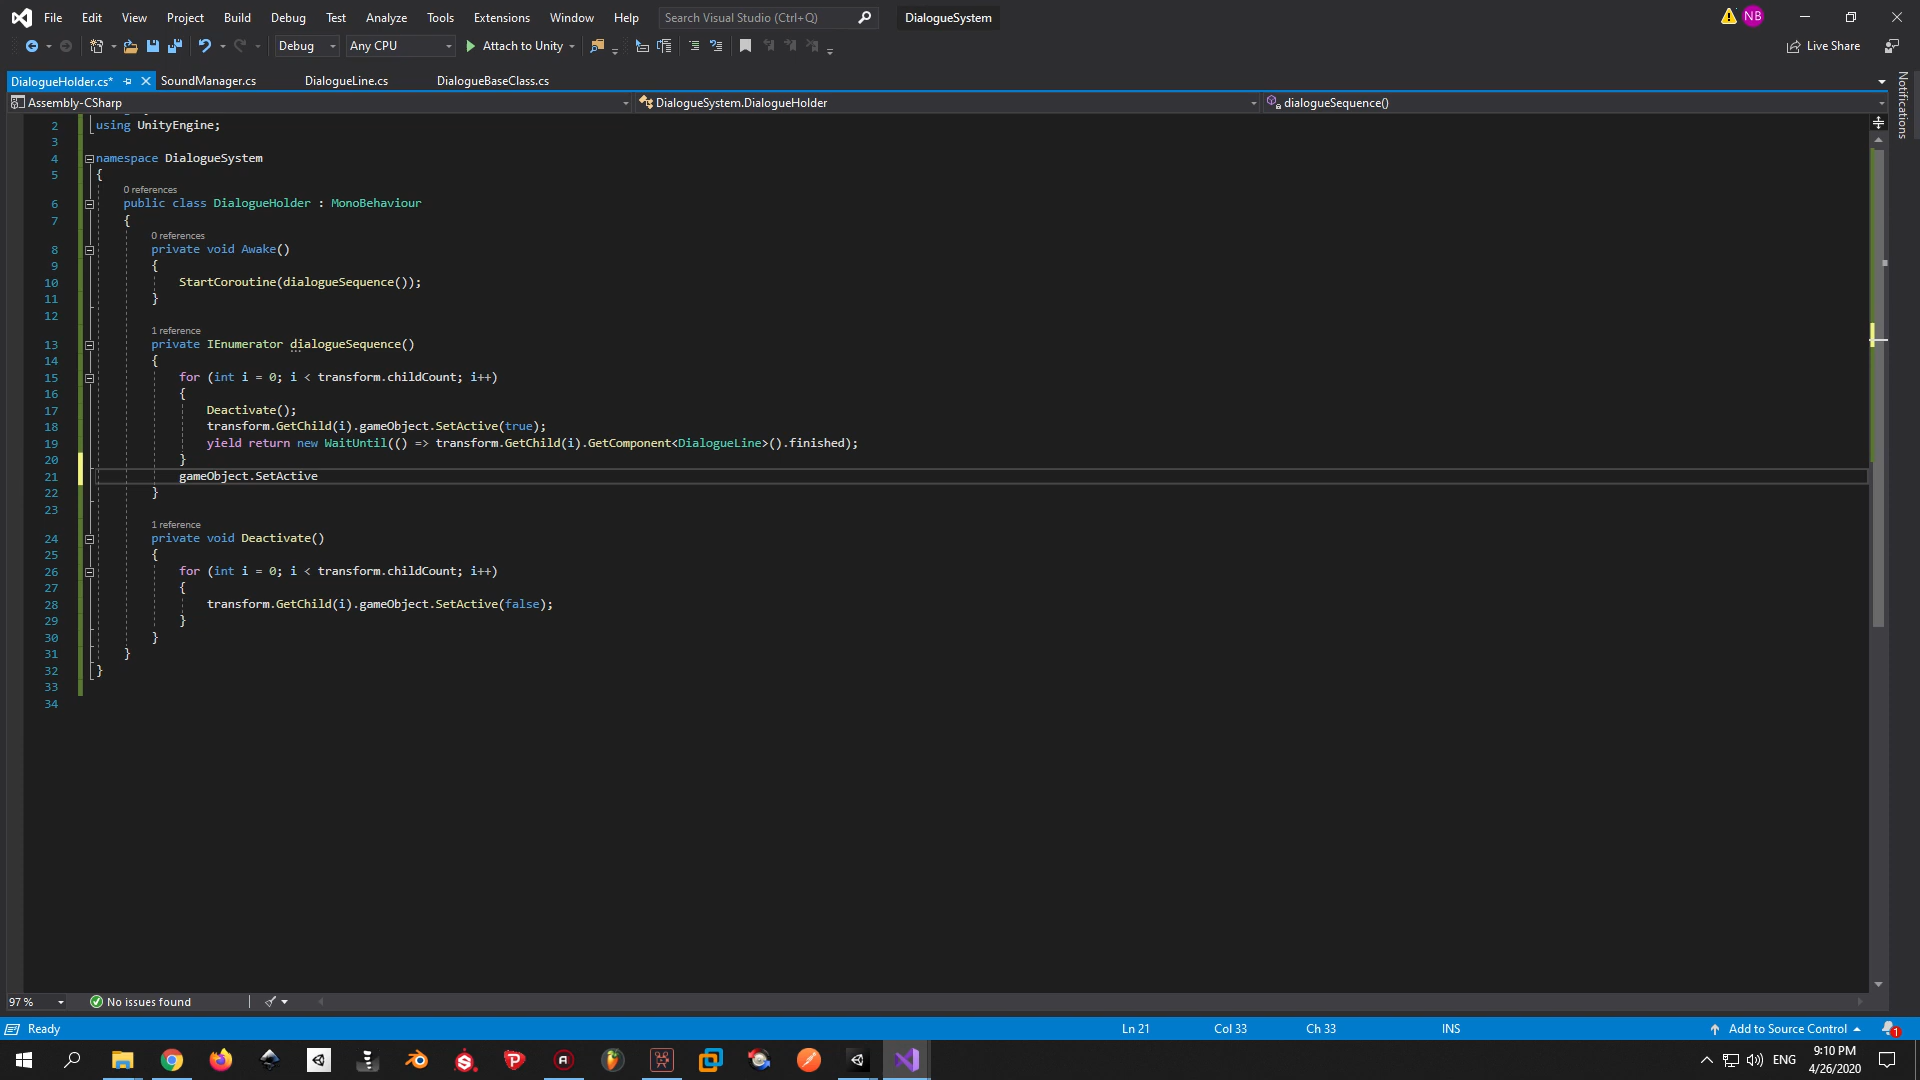 File Edit View Project Build Debug Test Analyze Tools Extensions Window Help Search Visual Studio (Ctrl+Q) DialogueSystem NB
Debug Any CPU Attach to Unity Live Share
DialogueHolder.cs* SoundManager.cs DialogueLine.cs DialogueBaseClass.cs
Notifications
Assembly-CSharp DialogueSystem.DialogueHolder dialogueSequence()
2 using UnityEngine;
3
4 namespace DialogueSystem
5 {
0 references
6 public class DialogueHolder : MonoBehaviour
7 {
0 references
8 private void Awake()
9 {
10 StartCoroutine(dialogueSequence());
11 }
12
1 reference
13 private IEnumerator dialogueSequence()
14 {
15 for (int i = 0; i < transform.childCount; i++)
16 {
17 Deactivate();
18 transform.GetChild(i).gameObject.SetActive(true);
19 yield return new WaitUntil(() => transform.GetChild(i).GetComponent<DialogueLine>().finished);
20 }
21 gameObject.SetActive
22 }
23
1 reference
24 private void Deactivate()
25 {
26 for (int i = 0; i < transform.childCount; i++)
27 {
28 transform.GetChild(i).gameObject.SetActive(false);
29 }
30 }
31 }
32 }
33
34
97 % No issues found
Ready Ln 21 Col 33 Ch 33 INS Add to Source Control 1
ENG 9:10 PM
4/26/2020